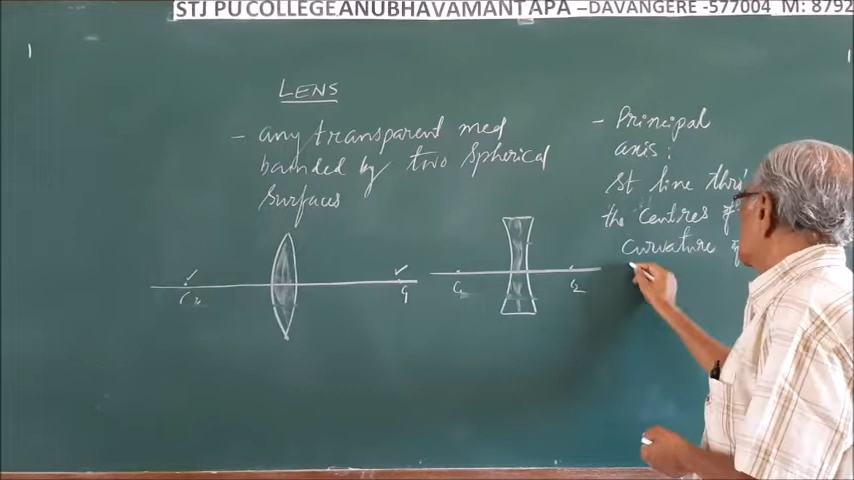 STJ PU COLLEGE,ANUBHAVAMANTAPA –DAVANGERE -577004 M: 8792
LENS
- any transparent med
bounded by two spherical
surfaces
- Principal
axis:
St line thro'
the centres of
curvature of
C2
C1
C1
C2